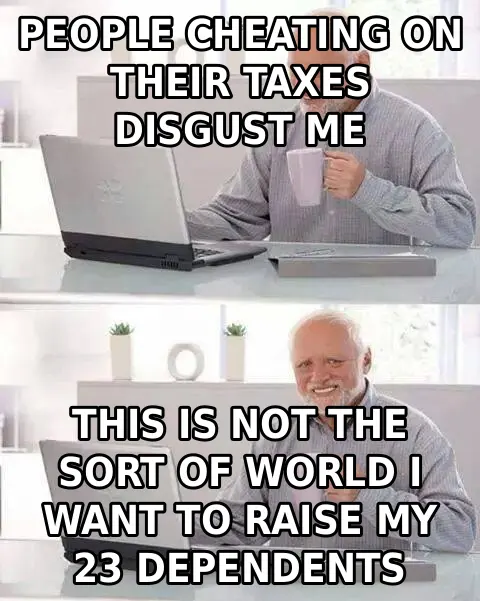 PEOPLE CHEATING ON
THEIR TAXES
DISGUST ME
THIS IS NOT THE
SORT OF WORLD I
WANT TO RAISE MY
23 DEPENDENTS